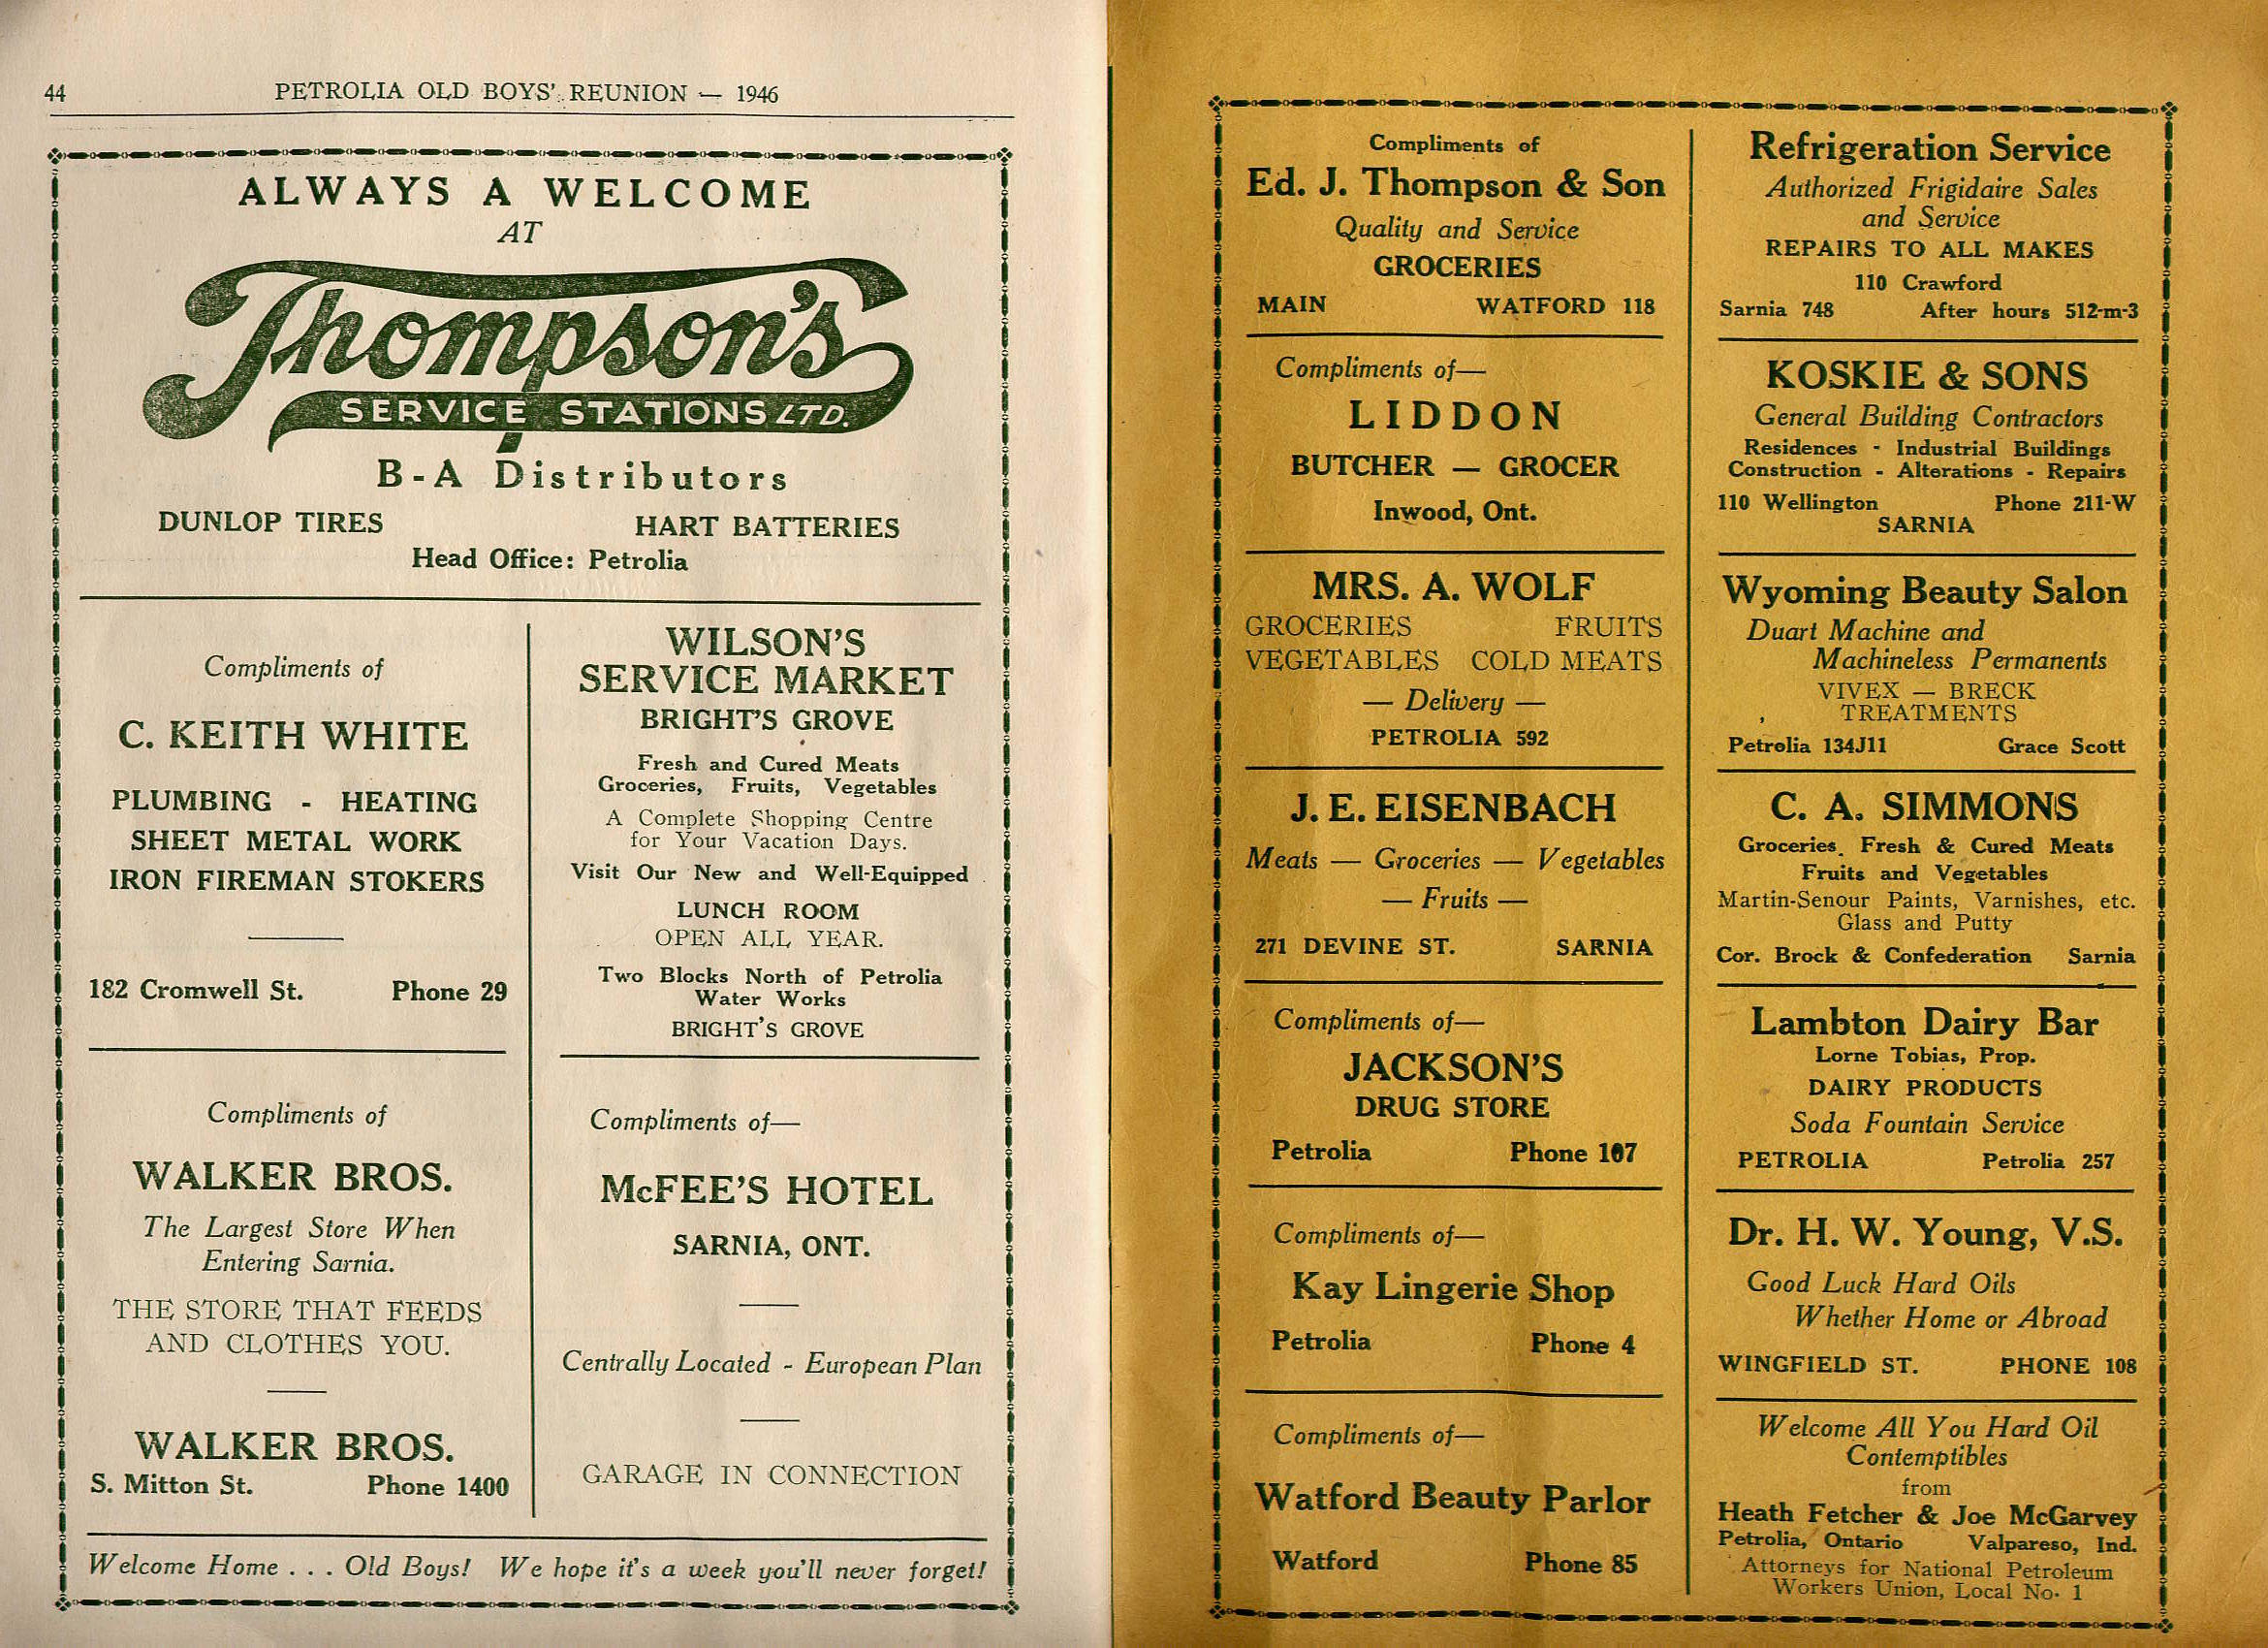 44 PETROLIA OLD BOYS' REUNION — 1946
ALWAYS A WELCOME
AT
Thompson's
SERVICE STATIONS LTD.
B-A Distributors
DUNLOP TIRES HART BATTERIES
Head Office: Petrolia
Compliments of
C. KEITH WHITE
PLUMBING - HEATING
SHEET METAL WORK
IRON FIREMAN STOKERS
182 Cromwell St. Phone 29
Compliments of
WALKER BROS.
The Largest Store When
Entering Sarnia.
THE STORE THAT FEEDS
AND CLOTHES YOU.
WALKER BROS.
S. Mitton St. Phone 1400
WILSON'S
SERVICE MARKET
BRIGHT'S GROVE
Fresh and Cured Meats
Groceries, Fruits, Vegetables
A Complete Shopping Centre
for Your Vacation Days.
Visit Our New and Well-Equipped
LUNCH ROOM
OPEN ALL YEAR.
Two Blocks North of Petrolia
Water Works
BRIGHT'S GROVE
Compliments of—
McFEE'S HOTEL
SARNIA, ONT.
Centrally Located - European Plan
GARAGE IN CONNECTION
Welcome Home . . . Old Boys! We hope it's a week you'll never forget!
Compliments of
Ed. J. Thompson & Son
Quality and Service
GROCERIES
MAIN WATFORD 118
Compliments of—
LIDDON
BUTCHER — GROCER
Inwood, Ont.
MRS. A. WOLF
GROCERIES FRUITS
VEGETABLES COLD MEATS
— Delivery —
PETROLIA 592
J. E. EISENBACH
Meats — Groceries — Vegetables
— Fruits —
271 DEVINE ST. SARNIA
Compliments of—
JACKSON'S
DRUG STORE
Petrolia Phone 107
Compliments of—
Kay Lingerie Shop
Petrolia Phone 4
Compliments of—
Watford Beauty Parlor
Watford Phone 85
Refrigeration Service
Authorized Frigidaire Sales
and Service
REPAIRS TO ALL MAKES
110 Crawford
Sarnia 748 After hours 512-m-3
KOSKIE & SONS
General Building Contractors
Residences - Industrial Buildings
Construction - Alterations - Repairs
110 Wellington Phone 211-W
SARNIA
Wyoming Beauty Salon
Duart Machine and
Machineless Permanents
VIVEX — BRECK
TREATMENTS
Petrolia 134J11 Grace Scott
C. A. SIMMONS
Groceries, Fresh & Cured Meats
Fruits and Vegetables
Martin-Senour Paints, Varnishes, etc.
Glass and Putty
Cor. Brock & Confederation Sarnia
Lambton Dairy Bar
Lorne Tobias, Prop.
DAIRY PRODUCTS
Soda Fountain Service
PETROLIA Petrolia 257
Dr. H. W. Young, V.S.
Good Luck Hard Oils
Whether Home or Abroad
WINGFIELD ST. PHONE 108
Welcome All You Hard Oil
Contemptibles
from
Heath Fetcher & Joe McGarvey
Petrolia, Ontario Valpareso, Ind.
Attorneys for National Petroleum
Workers Union, Local No. 1